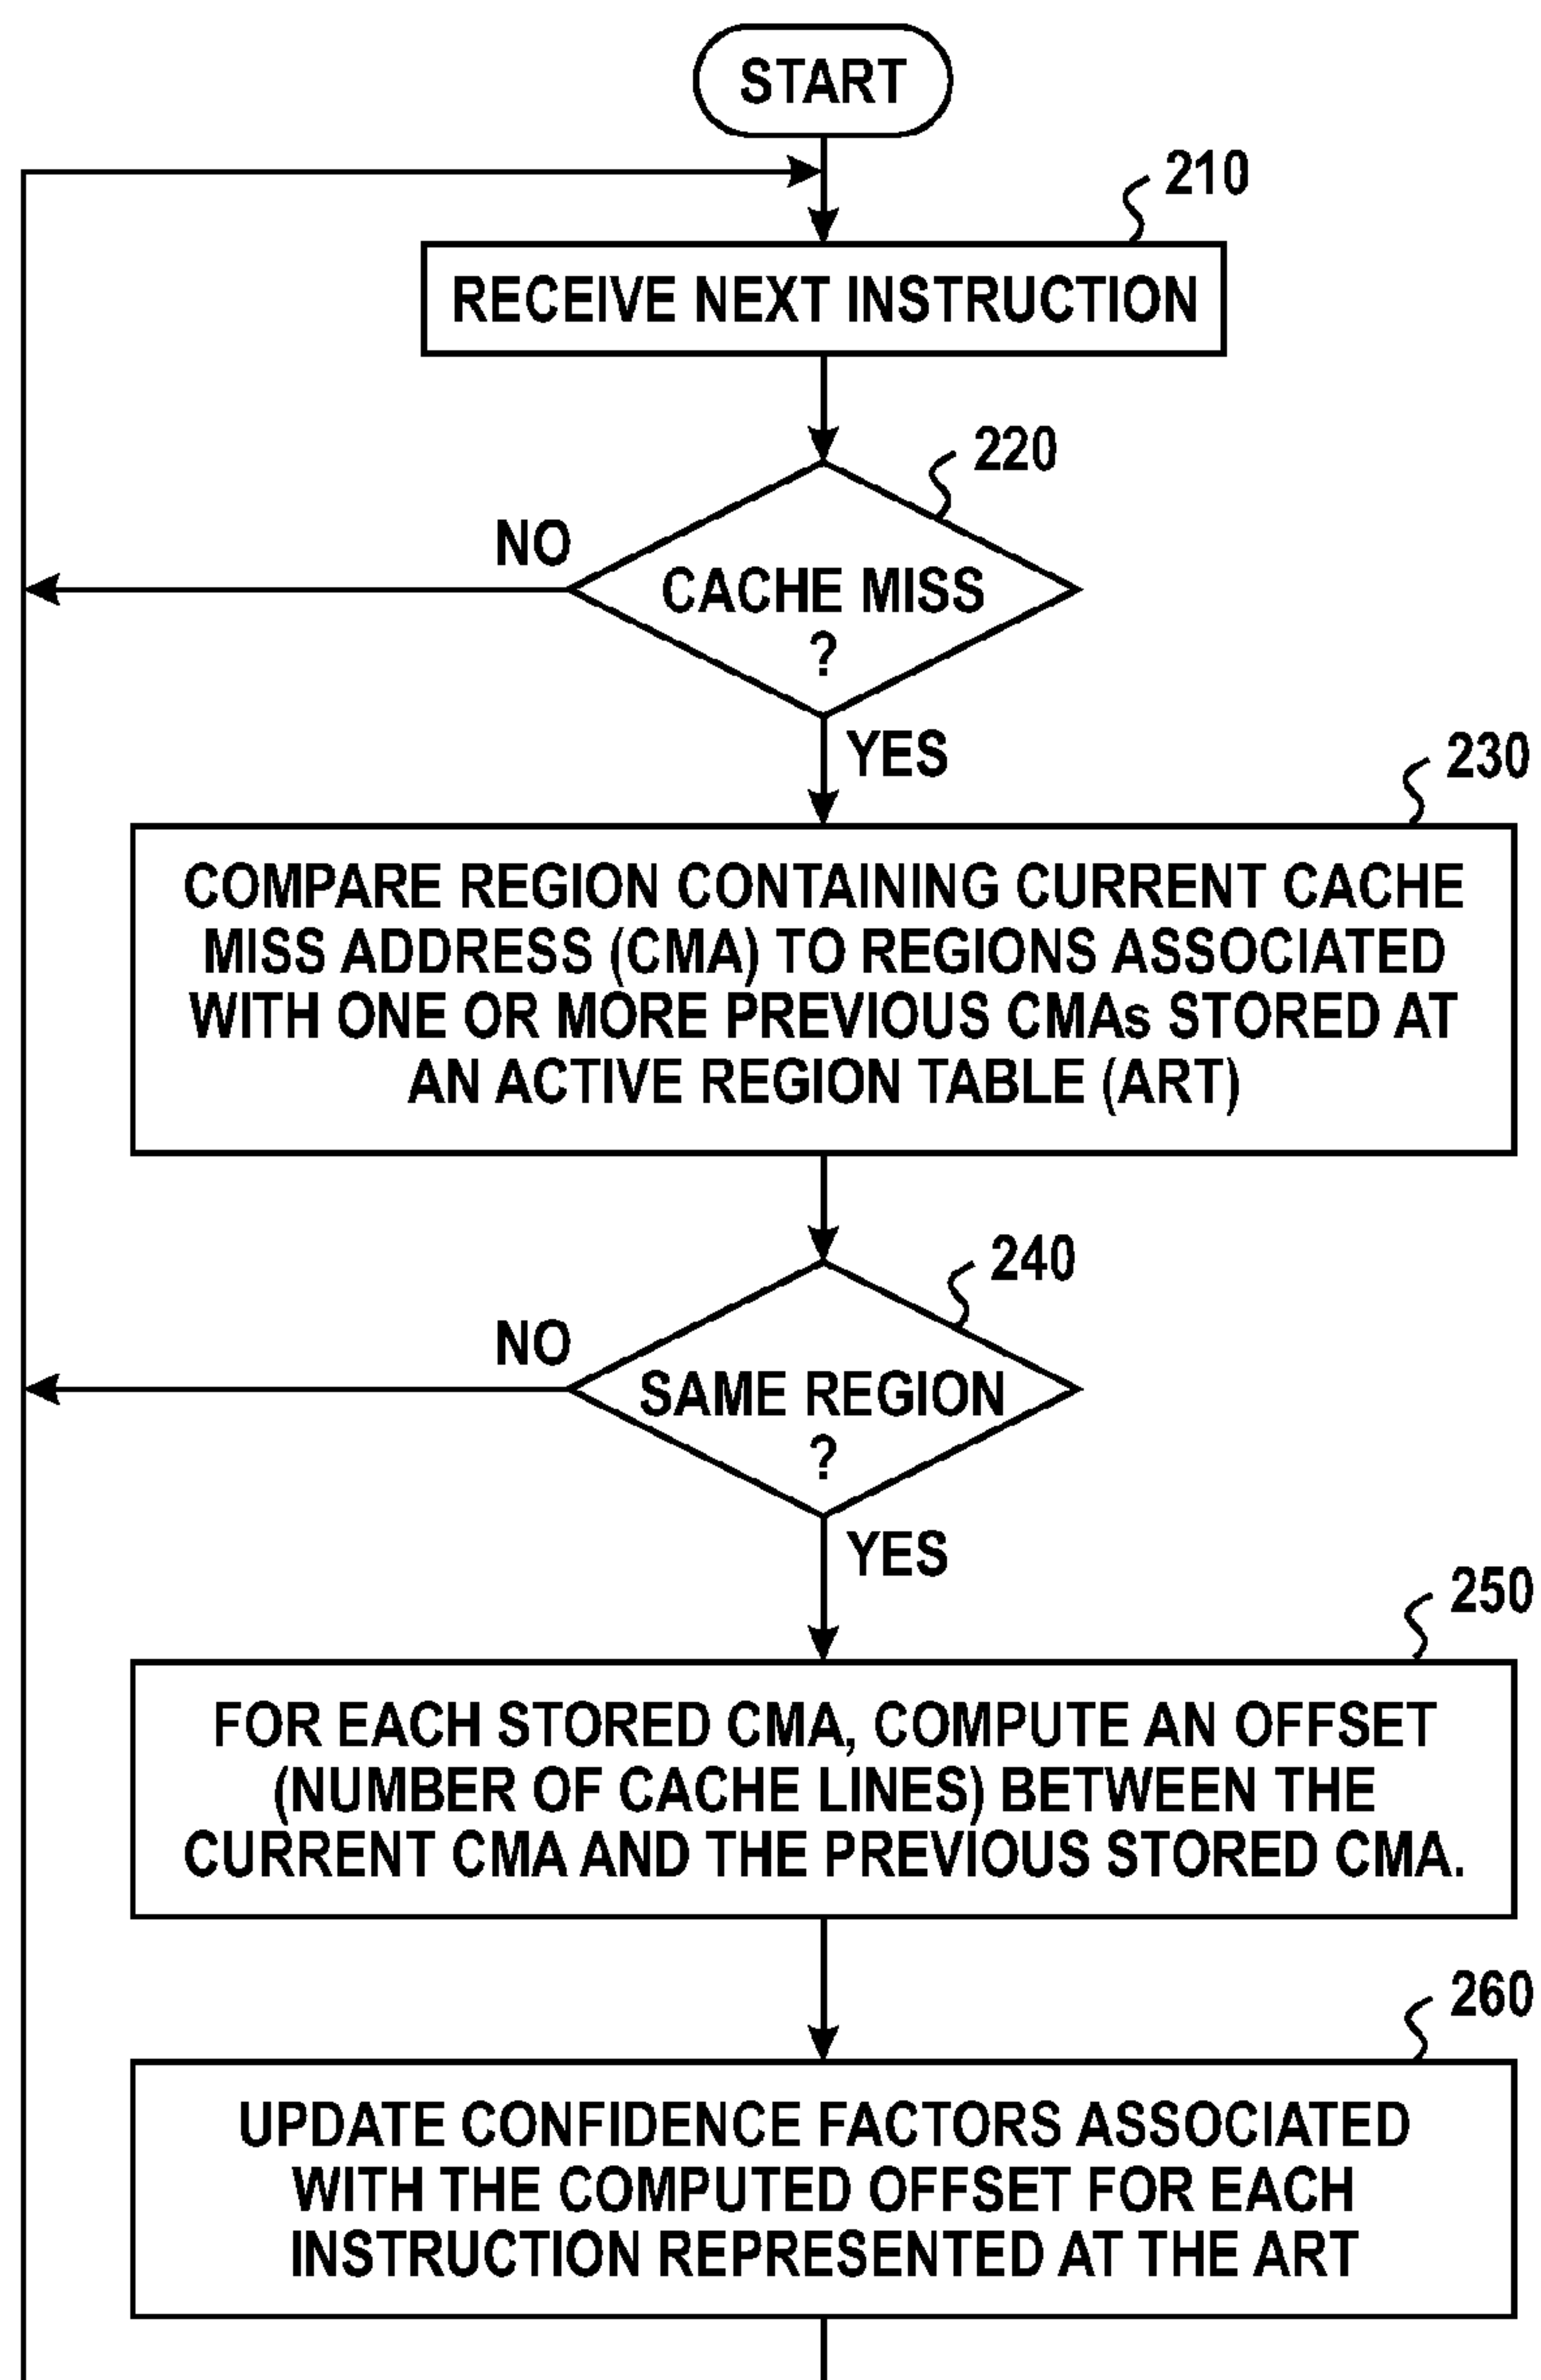 START
210
RECEIVE NEXT INSTRUCTION
220
NO
CACHE MISS
?
YES
230
COMPARE REGION CONTAINING CURRENT CACHE
MISS ADDRESS (CMA) TO REGIONS ASSOCIATED
WITH ONE OR MORE PREVIOUS CMAs STORED AT
AN ACTIVE REGION TABLE (ART)
240
NO
SAME REGION
?
YES
250
FOR EACH STORED CMA, COMPUTE AN OFFSET
(NUMBER OF CACHE LINES) BETWEEN THE
CURRENT CMA AND THE PREVIOUS STORED CMA.
260
UPDATE CONFIDENCE FACTORS ASSOCIATED
WITH THE COMPUTED OFFSET FOR EACH
INSTRUCTION REPRESENTED AT THE ART